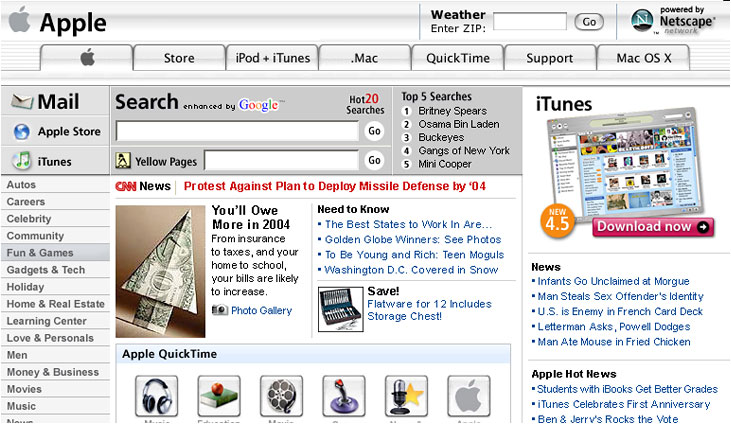 Apple
Weather
Enter ZIP:
Go
powered by
Netscape®
network
Store
iPod + iTunes
.Mac
QuickTime
Support
Mac OS X
Mail
Apple Store
iTunes
Search enhanced by Google™
Hot20
Searches
Go
Yellow Pages
Go
Top 5 Searches
1 Britney Spears
2 Osama Bin Laden
3 Buckeyes
4 Gangs of New York
5 Mini Cooper
Autos
Careers
Celebrity
Community
Fun & Games
Gadgets & Tech
Holiday
Home & Real Estate
Learning Center
Love & Personals
Men
Money & Business
Movies
Music
News
CNN News
Protest Against Plan to Deploy Missile Defense by '04
You'll Owe
More in 2004
From insurance
to taxes, and your
home to school,
your bills are likely
to increase.
Photo Gallery
Need to Know
• The Best States to Work In Are...
• Golden Globe Winners: See Photos
• To Be Young and Rich: Teen Moguls
• Washington D.C. Covered in Snow
Save!
Flatware for 12 Includes
Storage Chest!
Apple QuickTime
Music
Education
Movie
Apple
iTunes
NEW
4.5
Download now
News
Infants Go Unclaimed at Morgue
Man Steals Sex Offender's Identity
U.S. is Enemy in French Card Deck
Letterman Asks, Powell Dodges
Man Ate Mouse in Fried Chicken
Apple Hot News
Students with iBooks Get Better Grades
iTunes Celebrates First Anniversary
Ben & Jerry's Rocks the Vote